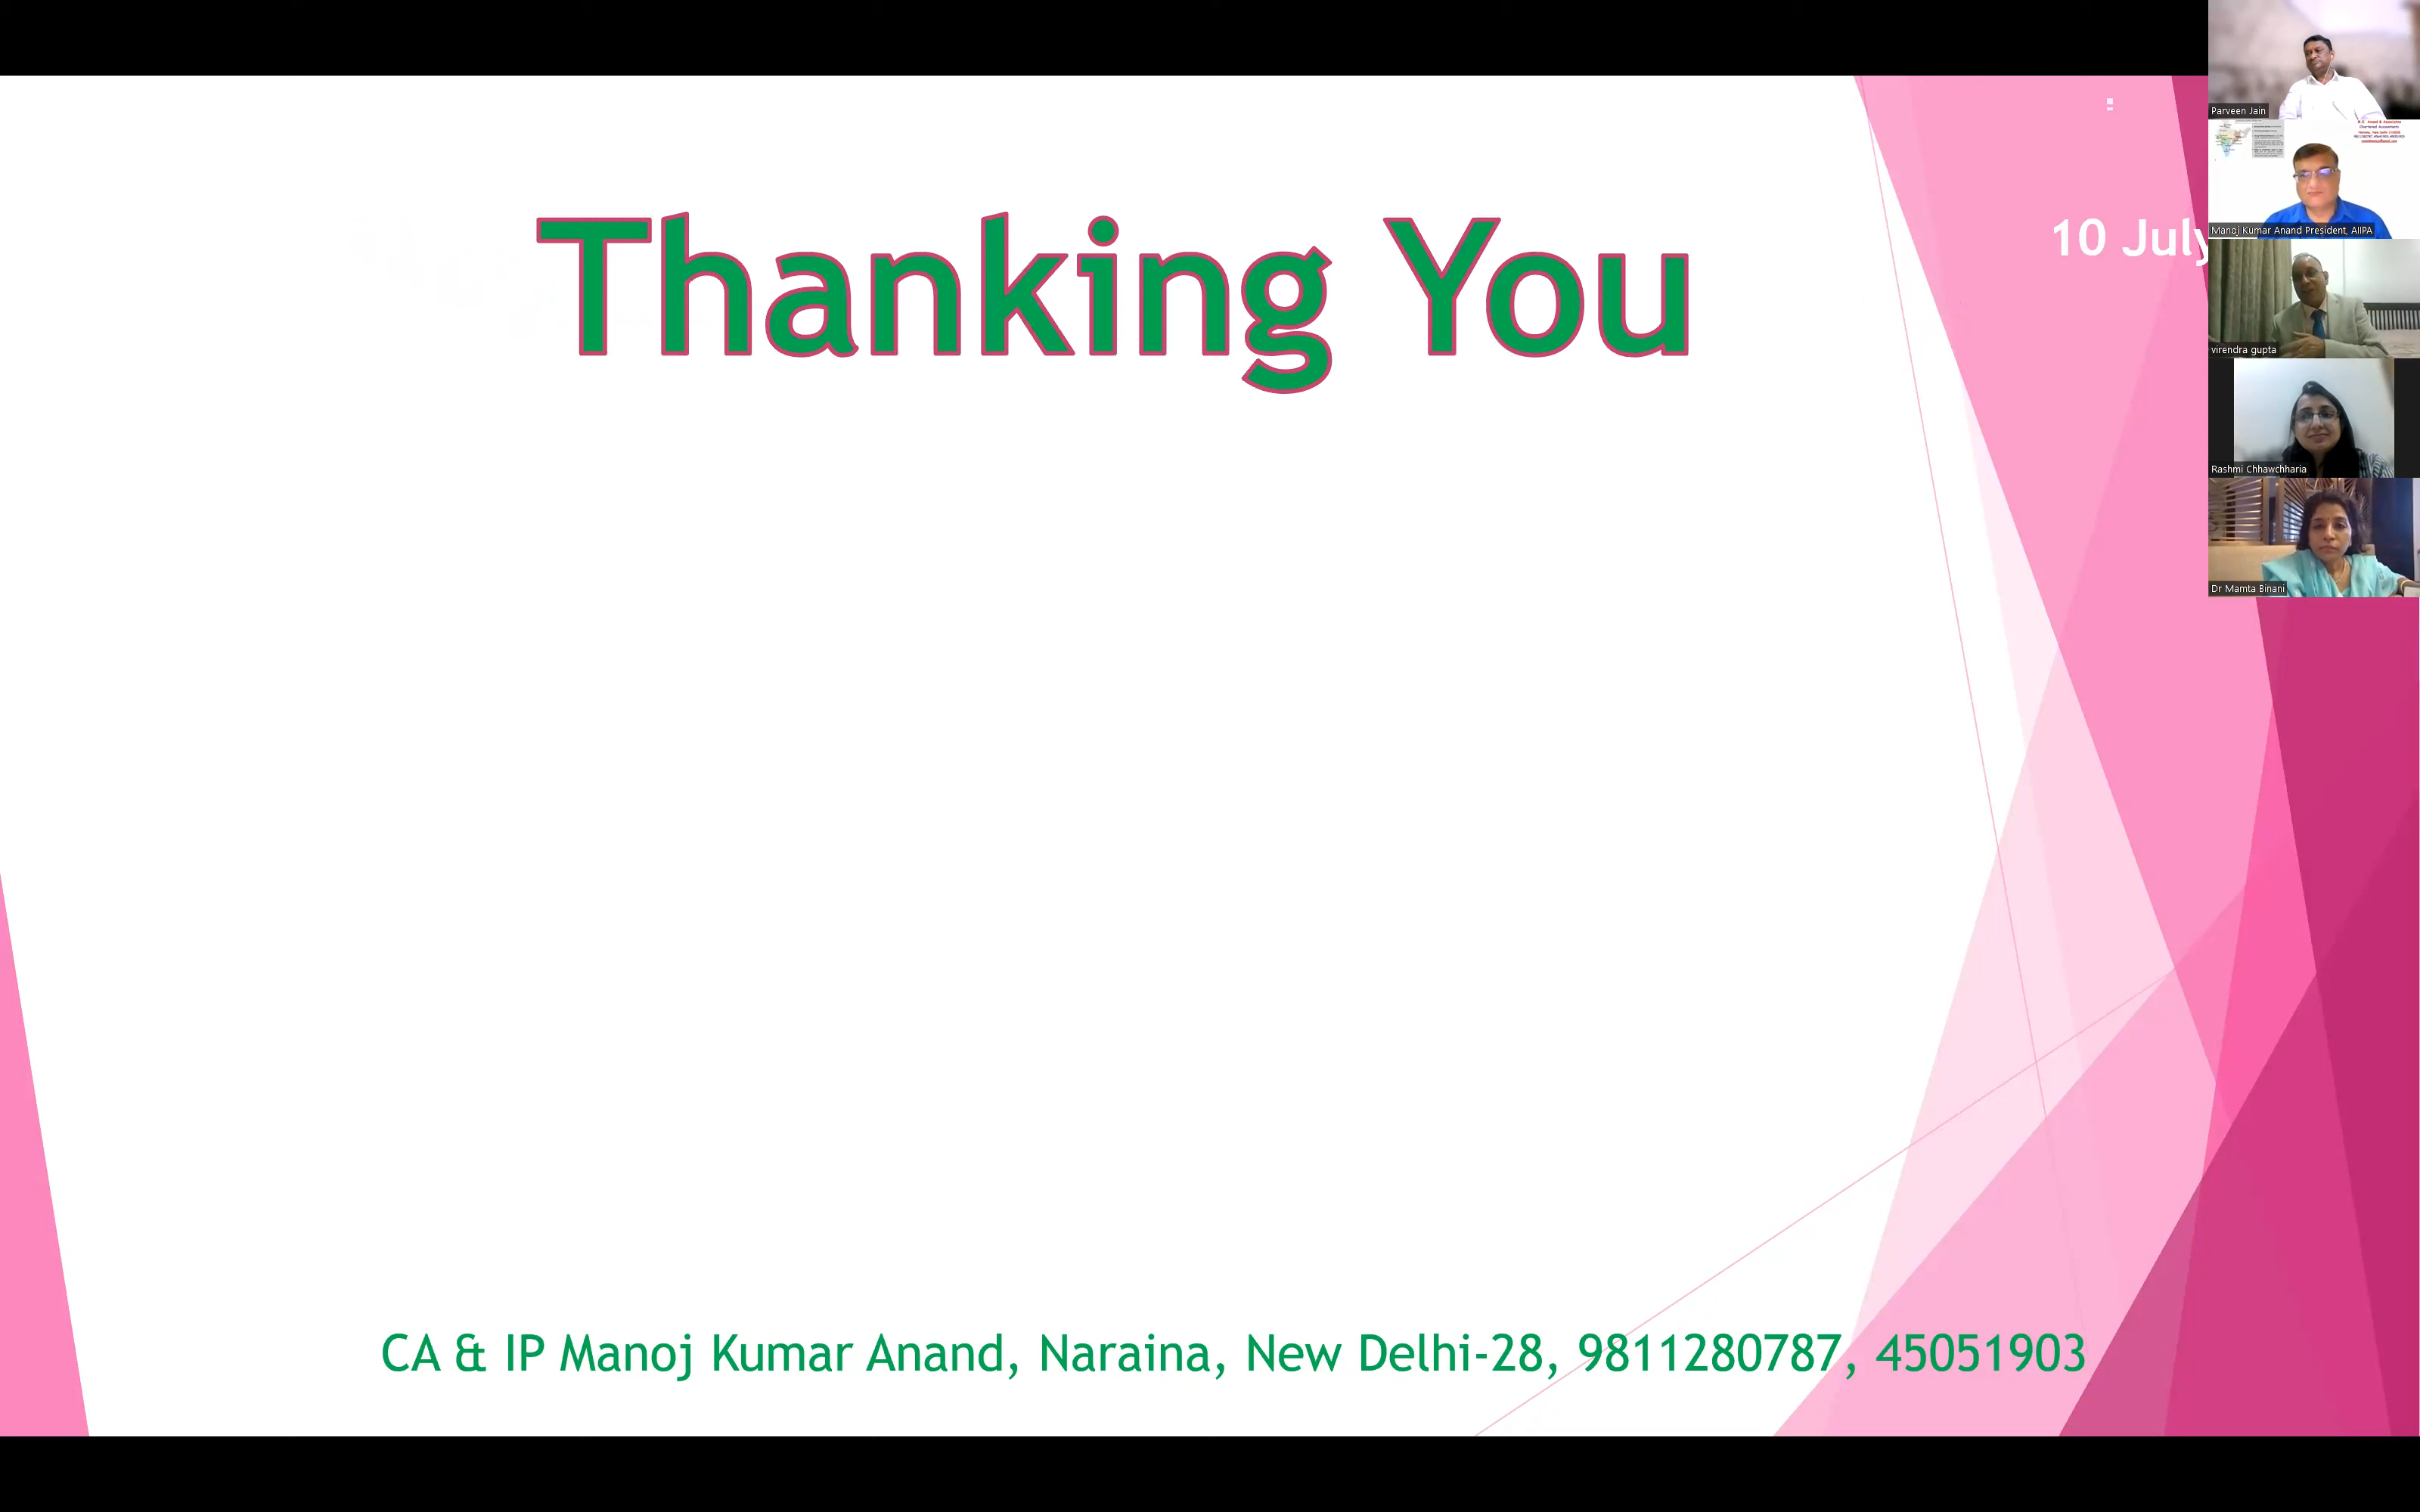 Thanking You
10 July
CA & IP Manoj Kumar Anand, Naraina, New Delhi-28, 9811280787, 45051903
Parveen Jain
Manoj Kumar Anand President, AIIPA
virendra gupta
Rashmi Chhawchharia
Dr Mamta Binani